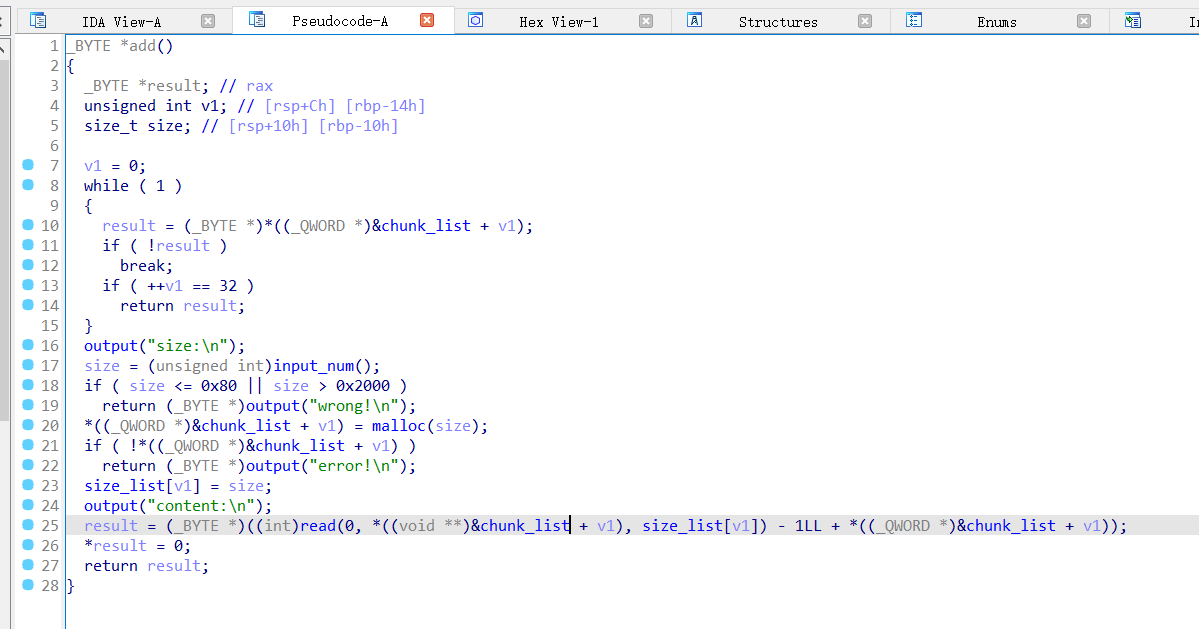 IDA View-A Pseudocode-A Hex View-1 Structures Enums
1 _BYTE *add()
2 {
3 _BYTE *result; // rax
4 unsigned int v1; // [rsp+Ch] [rbp-14h]
5 size_t size; // [rsp+10h] [rbp-10h]
6
7 v1 = 0;
8 while ( 1 )
9 {
10 result = (_BYTE *)*((_QWORD *)&chunk_list + v1);
11 if ( !result )
12 break;
13 if ( ++v1 == 32 )
14 return result;
15 }
16 output("size:\n");
17 size = (unsigned int)input_num();
18 if ( size <= 0x80 || size > 0x2000 )
19 return (_BYTE *)output("wrong!\n");
20 *((_QWORD *)&chunk_list + v1) = malloc(size);
21 if ( !*((_QWORD *)&chunk_list + v1) )
22 return (_BYTE *)output("error!\n");
23 size_list[v1] = size;
24 output("content:\n");
25 result = (_BYTE *)((int)read(0, *((void **)&chunk_list + v1), size_list[v1]) - 1LL + *((_QWORD *)&chunk_list + v1));
26 *result = 0;
27 return result;
28 }